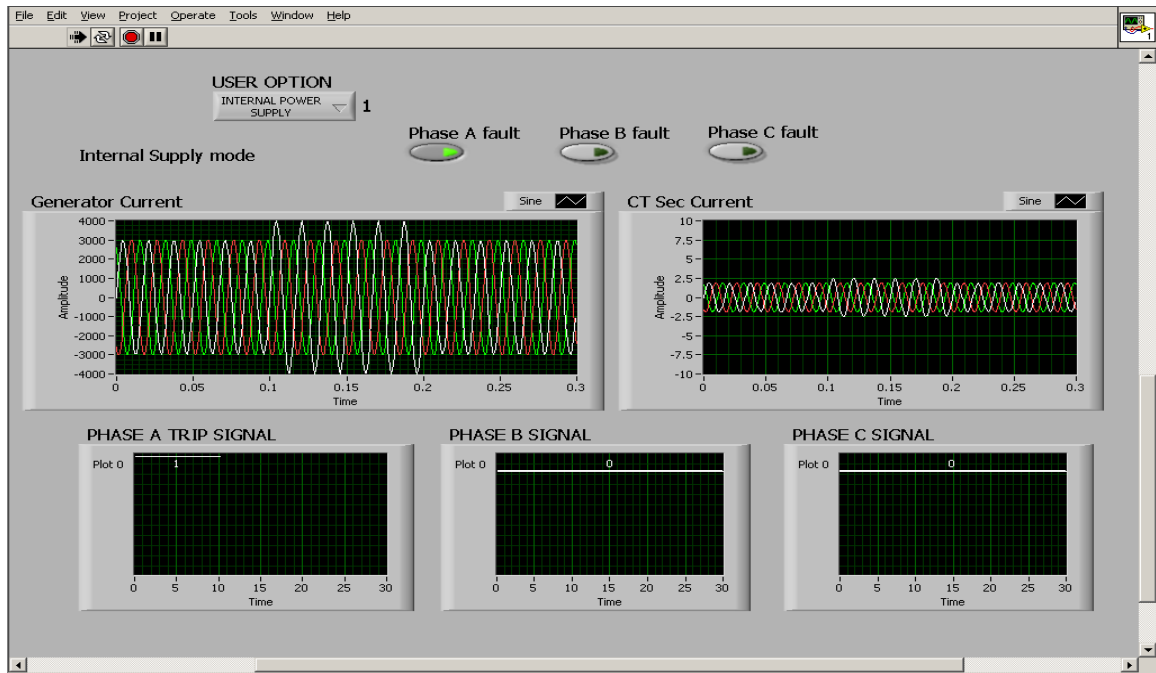 File Edit View Project Operate Tools Window Help
1
USER OPTION
INTERNAL POWER
SUPPLY
1
Phase A fault Phase B fault Phase C fault
Internal Supply mode
Generator Current
Sine
4000
3000
2000
1000
0
-1000
-2000
-3000
-4000
Amplitude
0 0.05 0.1 0.15 0.2 0.25 0.3
Time
CT Sec Current
Sine
10
7.5
5
2.5
0
-2.5
-5
-7.5
-10
Amplitude
0 0.05 0.1 0.15 0.2 0.25 0.3
Time
PHASE A TRIP SIGNAL
Plot 0
1
0 5 10 15 20 25 30
Time
PHASE B SIGNAL
Plot 0
0
0 5 10 15 20 25 30
Time
PHASE C SIGNAL
Plot 0
0
0 5 10 15 20 25 30
Time